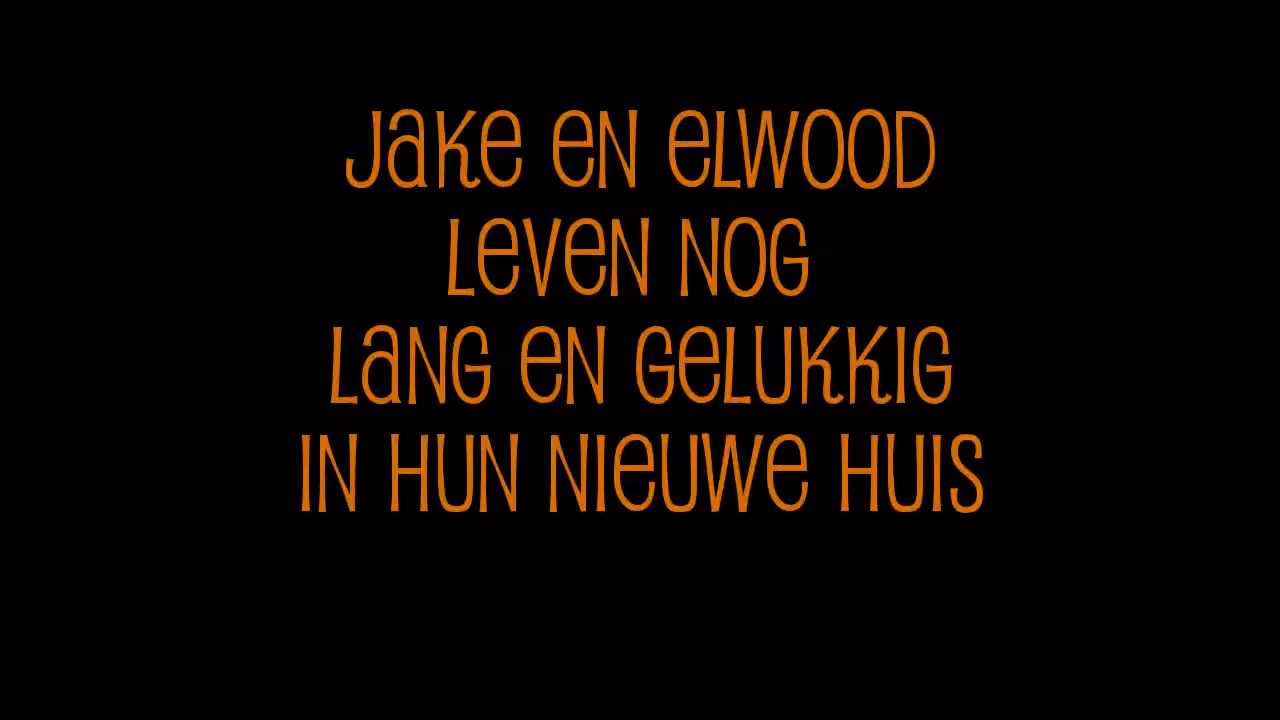 Jake en Elwood
leven nog
lang en gelukkig
in hun nieuwe huis